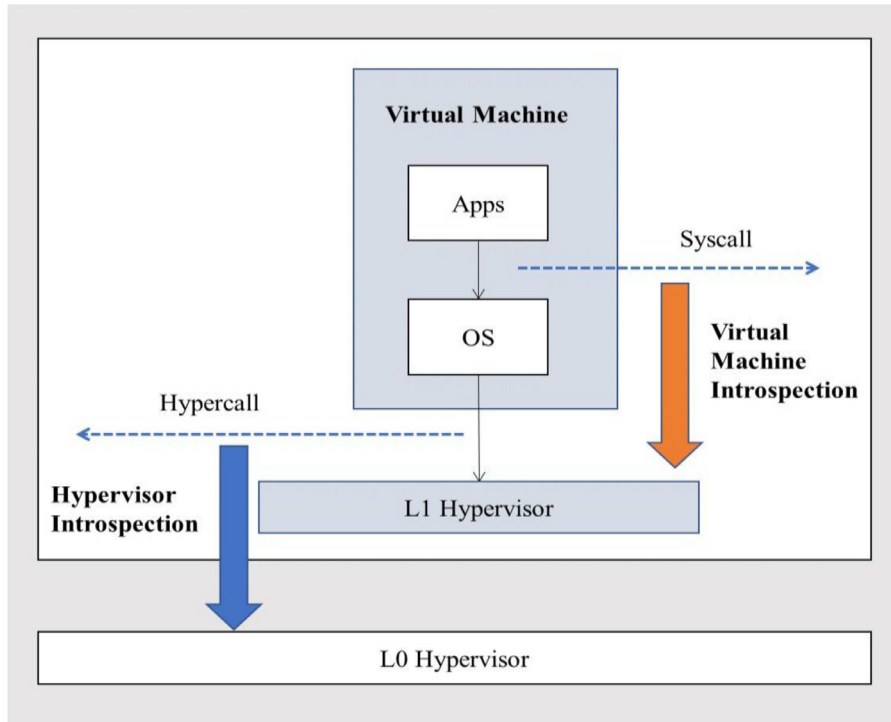 Virtual Machine
Apps
Syscall
OS
Virtual
Machine
Introspection
Hypercall
Hypervisor
Introspection
L1 Hypervisor
L0 Hypervisor